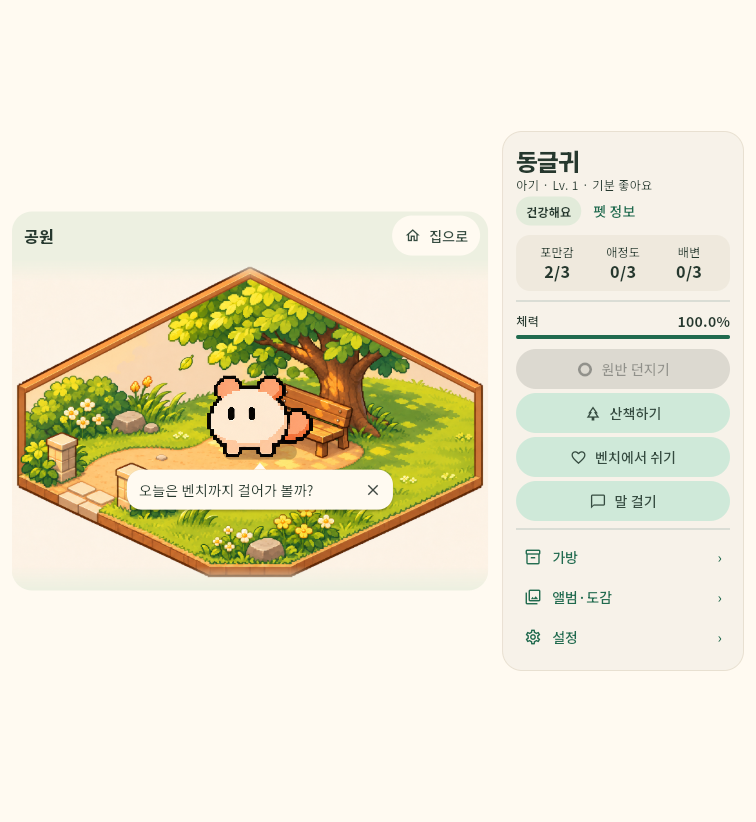 공원
집으로
오늘은 벤치까지 걸어가 볼까?
동글귀
아기 · Lv. 1 · 기분 좋아요
건강해요 펫 정보
포만감 애정도 배변
2/3 0/3 0/3
체력 100.0%
원반 던지기
산책하기
벤치에서 쉬기
말 걸기
가방
앨범·도감
설정